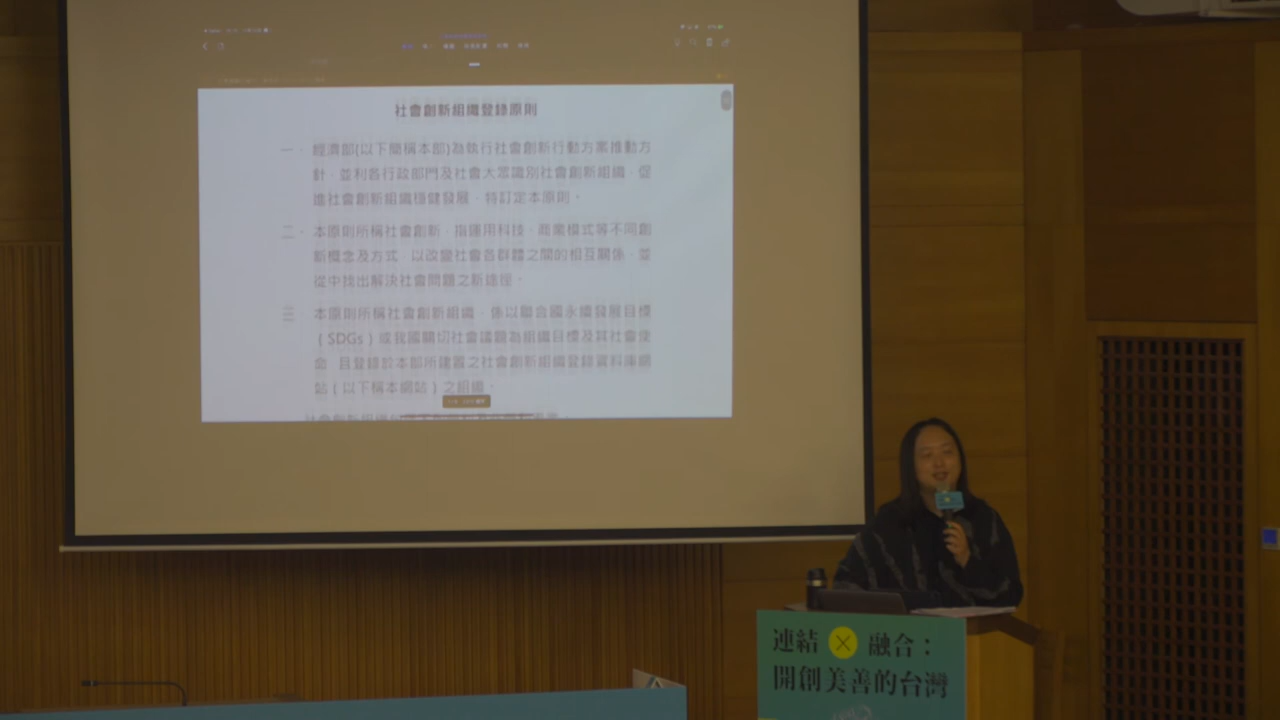 社會創新組織登錄原則
一、 經濟部(以下簡稱本部)為執行社會創新行動方案推動方
針，並利各行政部門及社會大眾識別社會創新組織，促
進社會創新組織穩健發展，特訂定本原則。
二、 本原則所稱社會創新，指運用科技、商業模式等不同創
新概念及方式，以改變社會各群體之間的相互關係，並
從中找出解決社會問題之新途徑。
三、 本原則所稱社會創新組織，係以聯合國永續發展目標
（SDGs）或我國關切社會議題為組織目標及其社會使
命，且登錄於本部所建置之社會創新組織登錄資料庫網
站（以下稱本網站）之組織。
連結 × 融合：
開創美善的台灣